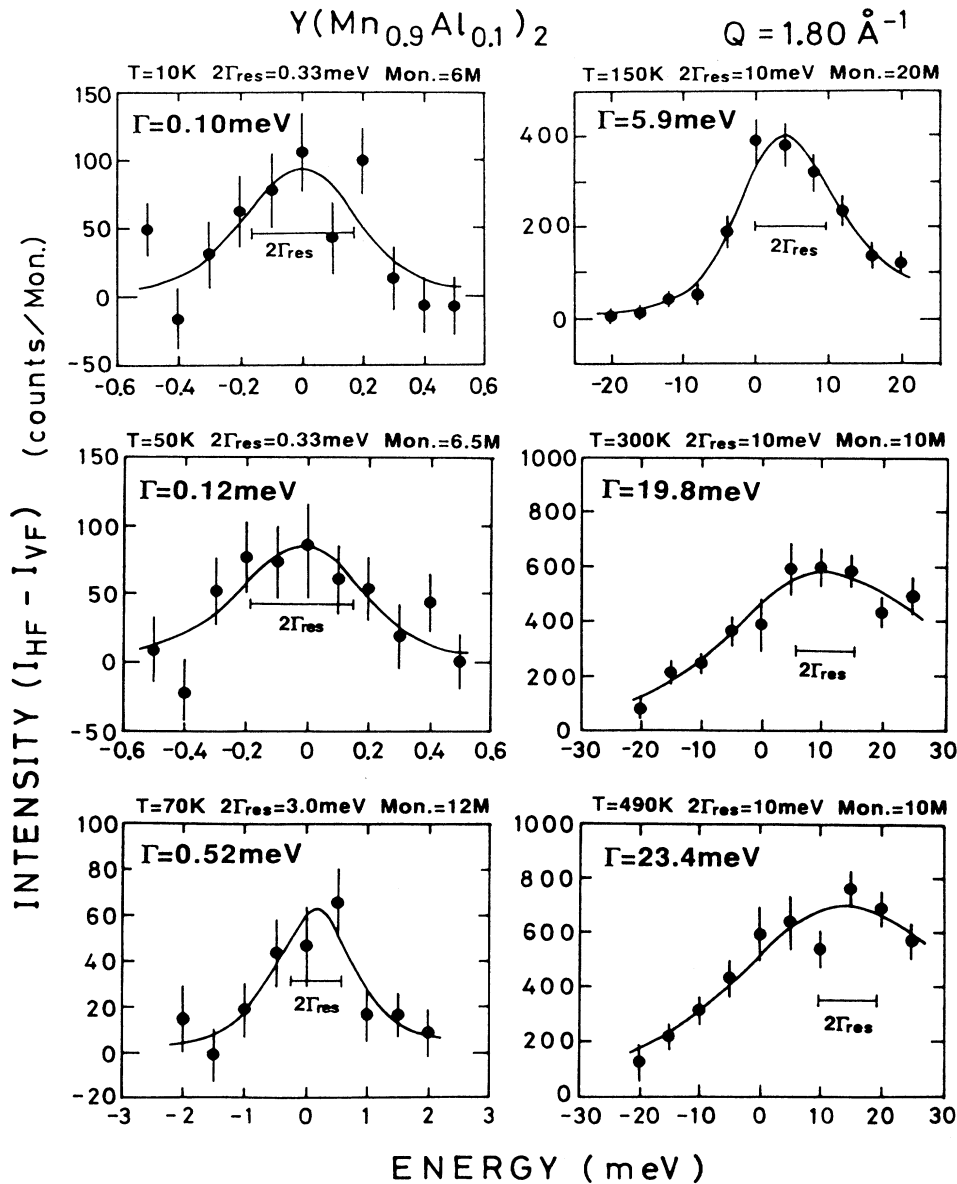 Y(Mn0.9Al0.1)2
Q = 1.80 Å-1
INTENSITY (IHF - IVF) (counts/Mon.)
T=10K 2Γres=0.33meV Mon.=6M
Γ=0.10meV
150
100
50
0
-50
2Γres
-0.6 -0.4 -0.2 0 0.2 0.4 0.6
T=150K 2Γres=10meV Mon.=20M
Γ=5.9meV
400
200
0
2Γres
-20 -10 0 10 20
T=50K 2Γres=0.33meV Mon.=6.5M
Γ=0.12meV
150
100
50
0
-50
2Γres
-0.6 -0.4 -0.2 0 0.2 0.4 0.6
T=300K 2Γres=10meV Mon.=10M
Γ=19.8meV
1000
800
600
400
200
0
2Γres
-30 -20 -10 0 10 20 30
T=70K 2Γres=3.0meV Mon.=12M
Γ=0.52meV
100
80
60
40
20
0
-20
2Γres
-3 -2 -1 0 1 2 3
T=490K 2Γres=10meV Mon.=10M
Γ=23.4meV
1000
800
600
400
200
0
2Γres
-30 -20 -10 0 10 20 30
ENERGY (meV)